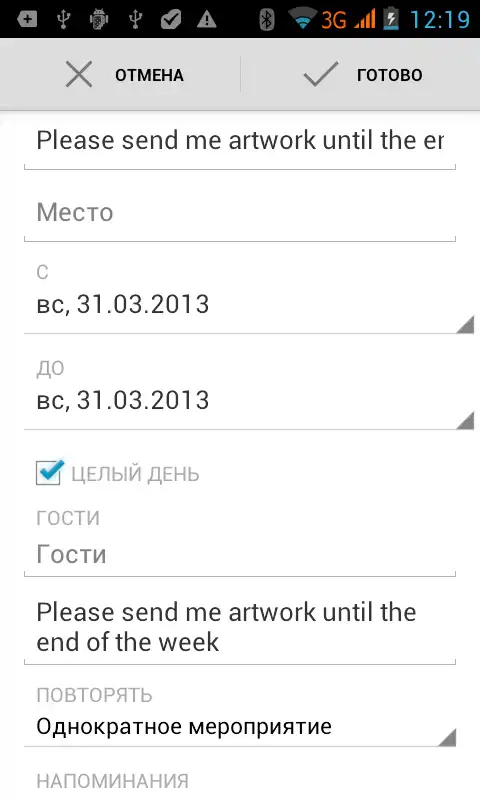 3G 12:19
ОТМЕНА ГОТОВО
Please send me artwork until the er
Место
С
вс, 31.03.2013
ДО
вс, 31.03.2013
ЦЕЛЫЙ ДЕНЬ
ГОСТИ
Гости
Please send me artwork until the
end of the week
ПОВТОРЯТЬ
Однократное мероприятие
НАПОМИНАНИЯ